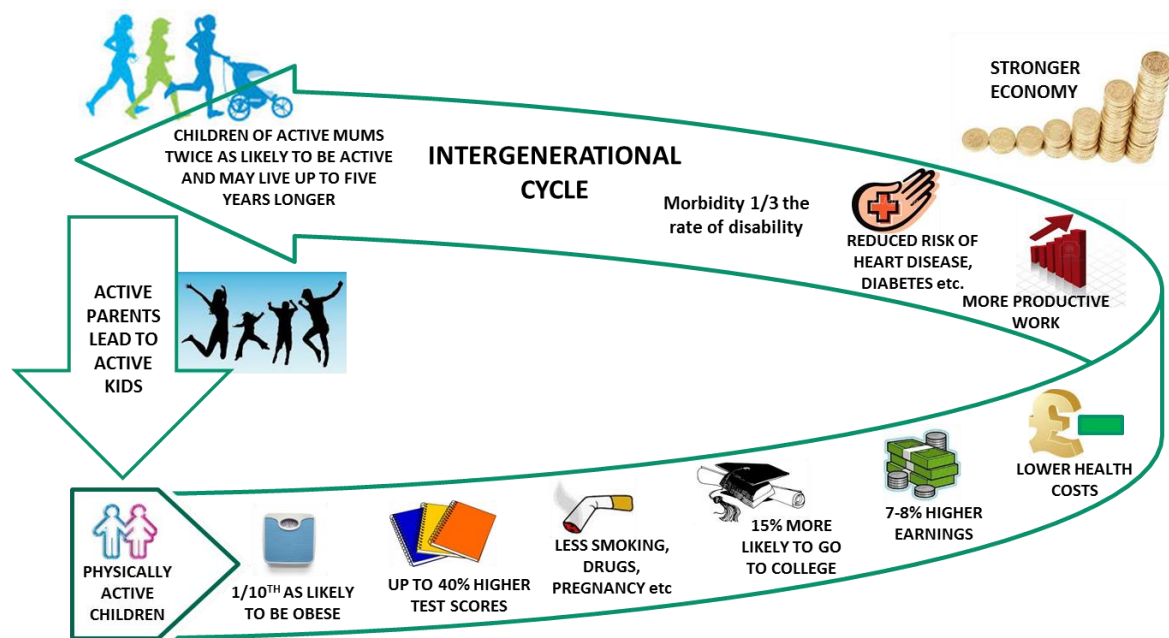 STRONGER
ECONOMY
CHILDREN OF ACTIVE MUMS
TWICE AS LIKELY TO BE ACTIVE
AND MAY LIVE UP TO FIVE
YEARS LONGER
INTERGENERATIONAL
CYCLE
Morbidity 1/3 the
rate of disability
REDUCED RISK OF
HEART DISEASE,
DIABETES etc.
MORE PRODUCTIVE
WORK
ACTIVE
PARENTS
LEAD TO
ACTIVE
KIDS
PHYSICALLY
ACTIVE
CHILDREN
1/10TH AS LIKELY
TO BE OBESE
UP TO 40% HIGHER
TEST SCORES
LESS SMOKING,
DRUGS,
PREGNANCY etc
15% MORE
LIKELY TO GO
TO COLLEGE
7-8% HIGHER
EARNINGS
£
LOWER HEALTH
COSTS